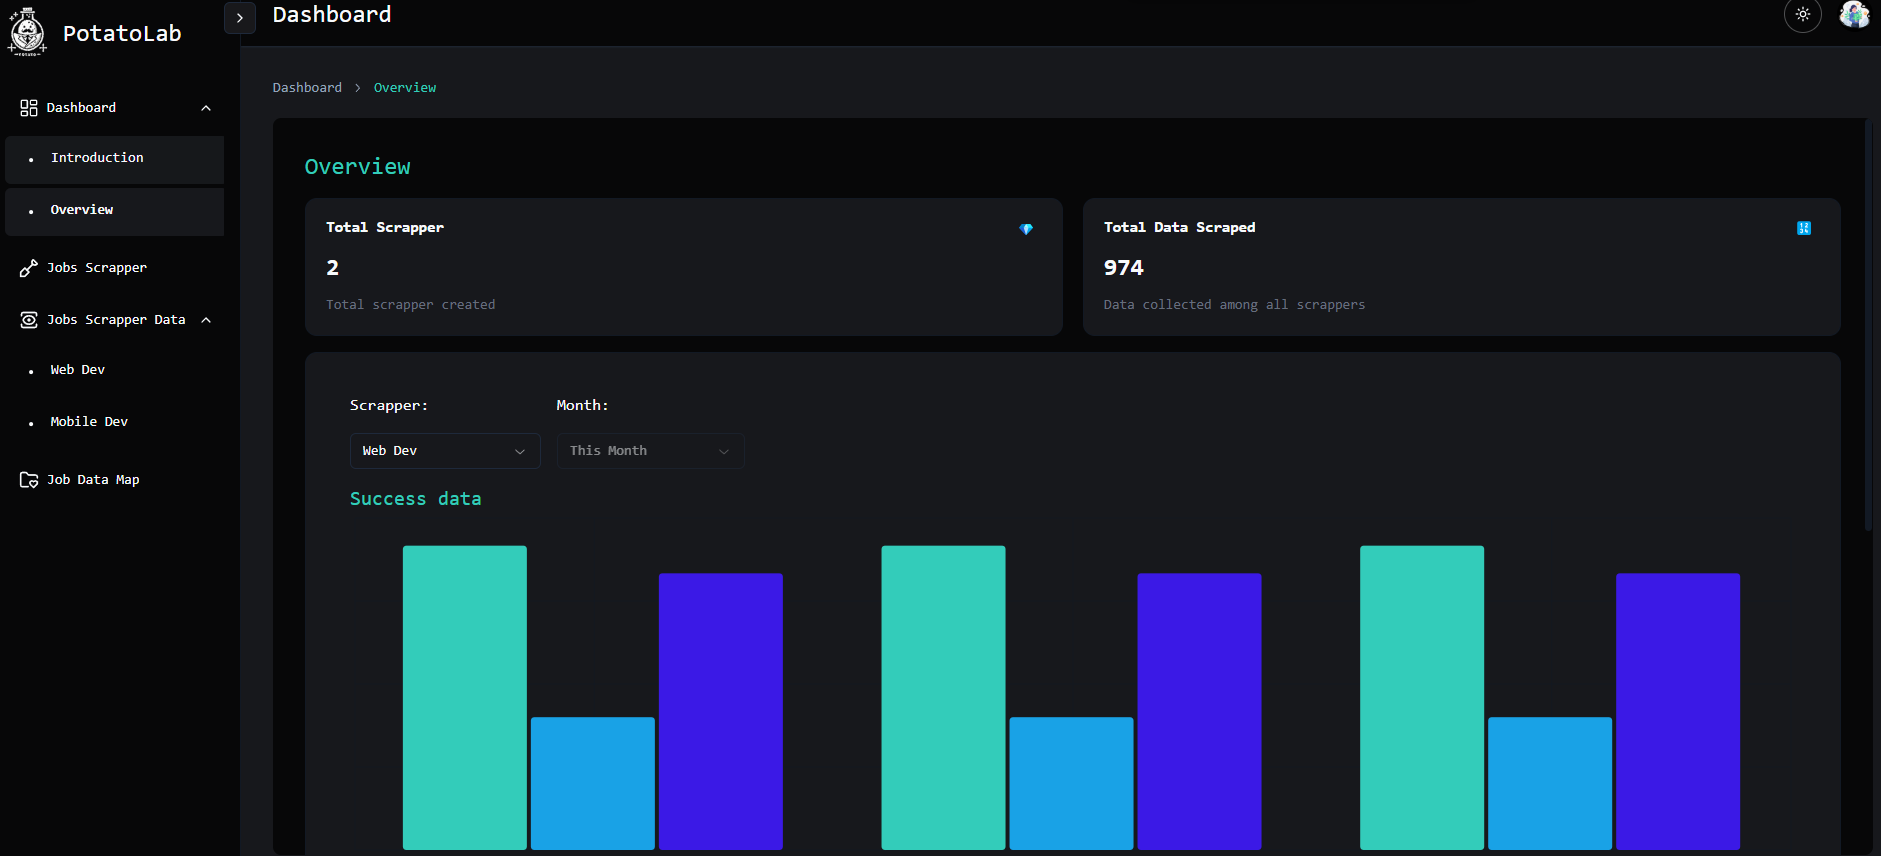 PotatoLab
Dashboard
Dashboard
Introduction
Overview
Jobs Scrapper
Jobs Scrapper Data
Web Dev
Mobile Dev
Job Data Map
Dashboard > Overview
Overview
Total Scrapper
2
Total scrapper created
Total Data Scraped
974
Data collected among all scrappers
Scrapper:
Month:
Web Dev
This Month
Success data